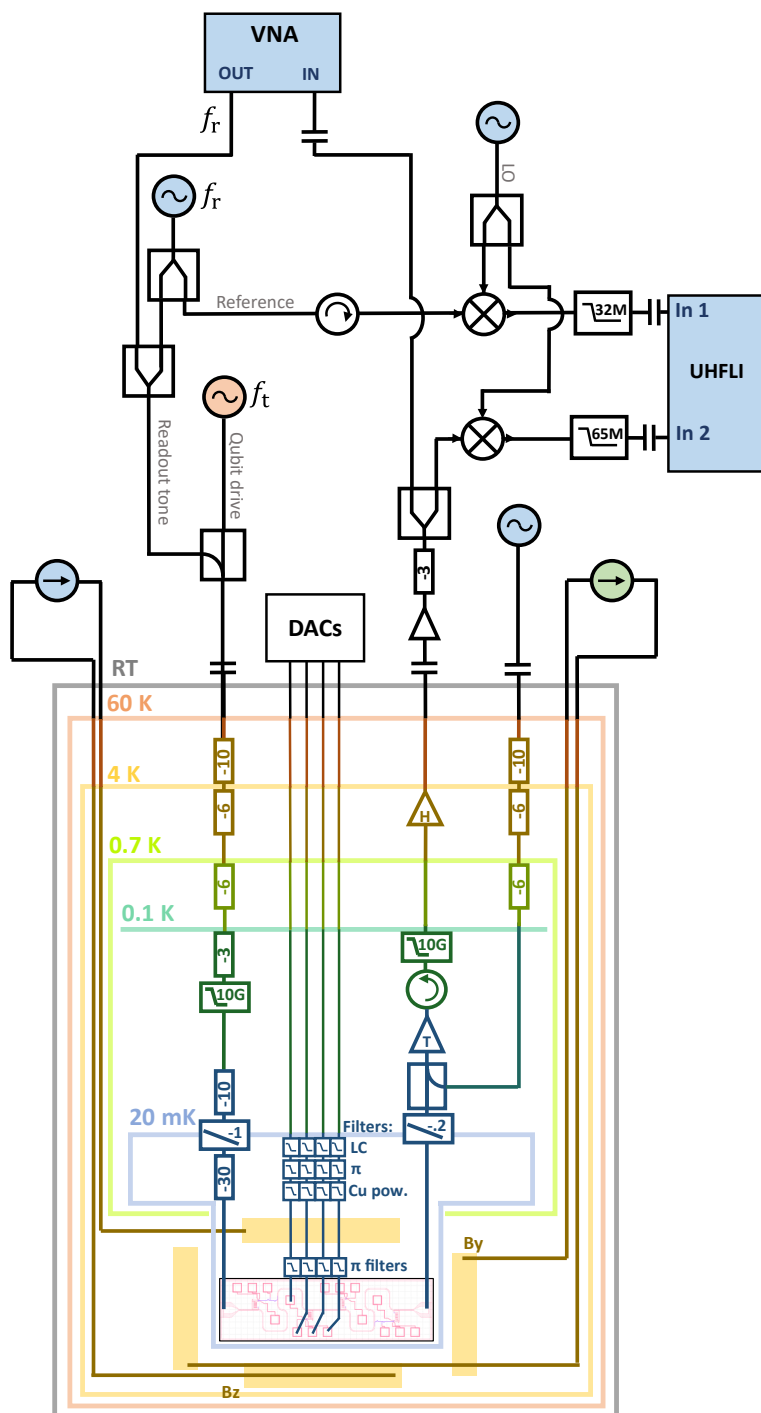 VNA
OUT IN
fr
fr
LO
Reference
32M
In 1
UHFLI
ft
65M
In 2
Readout tone
Qubit drive
-3
DACs
RT
60 K
-10
-10
4 K
-6
H
-6
0.7 K
-6
-6
0.1 K
-3
10G
10G
T
-10
20 mK
-1
Filters:
-.2
LC
π
-30
Cu pow.
By
π filters
Bz